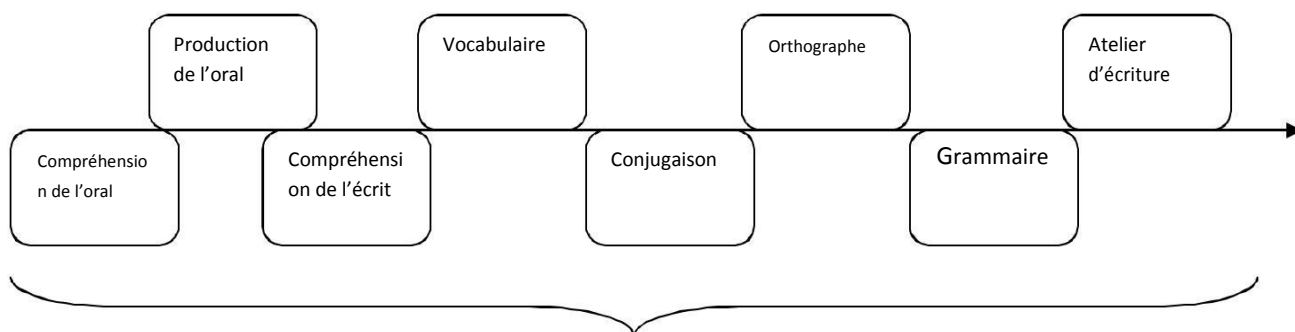 Production
de l’oral
Vocabulaire
Orthographe
Atelier
d’écriture
Compréhensio
n de l’oral
Compréhensi
on de l’écrit
Conjugaison
Grammaire